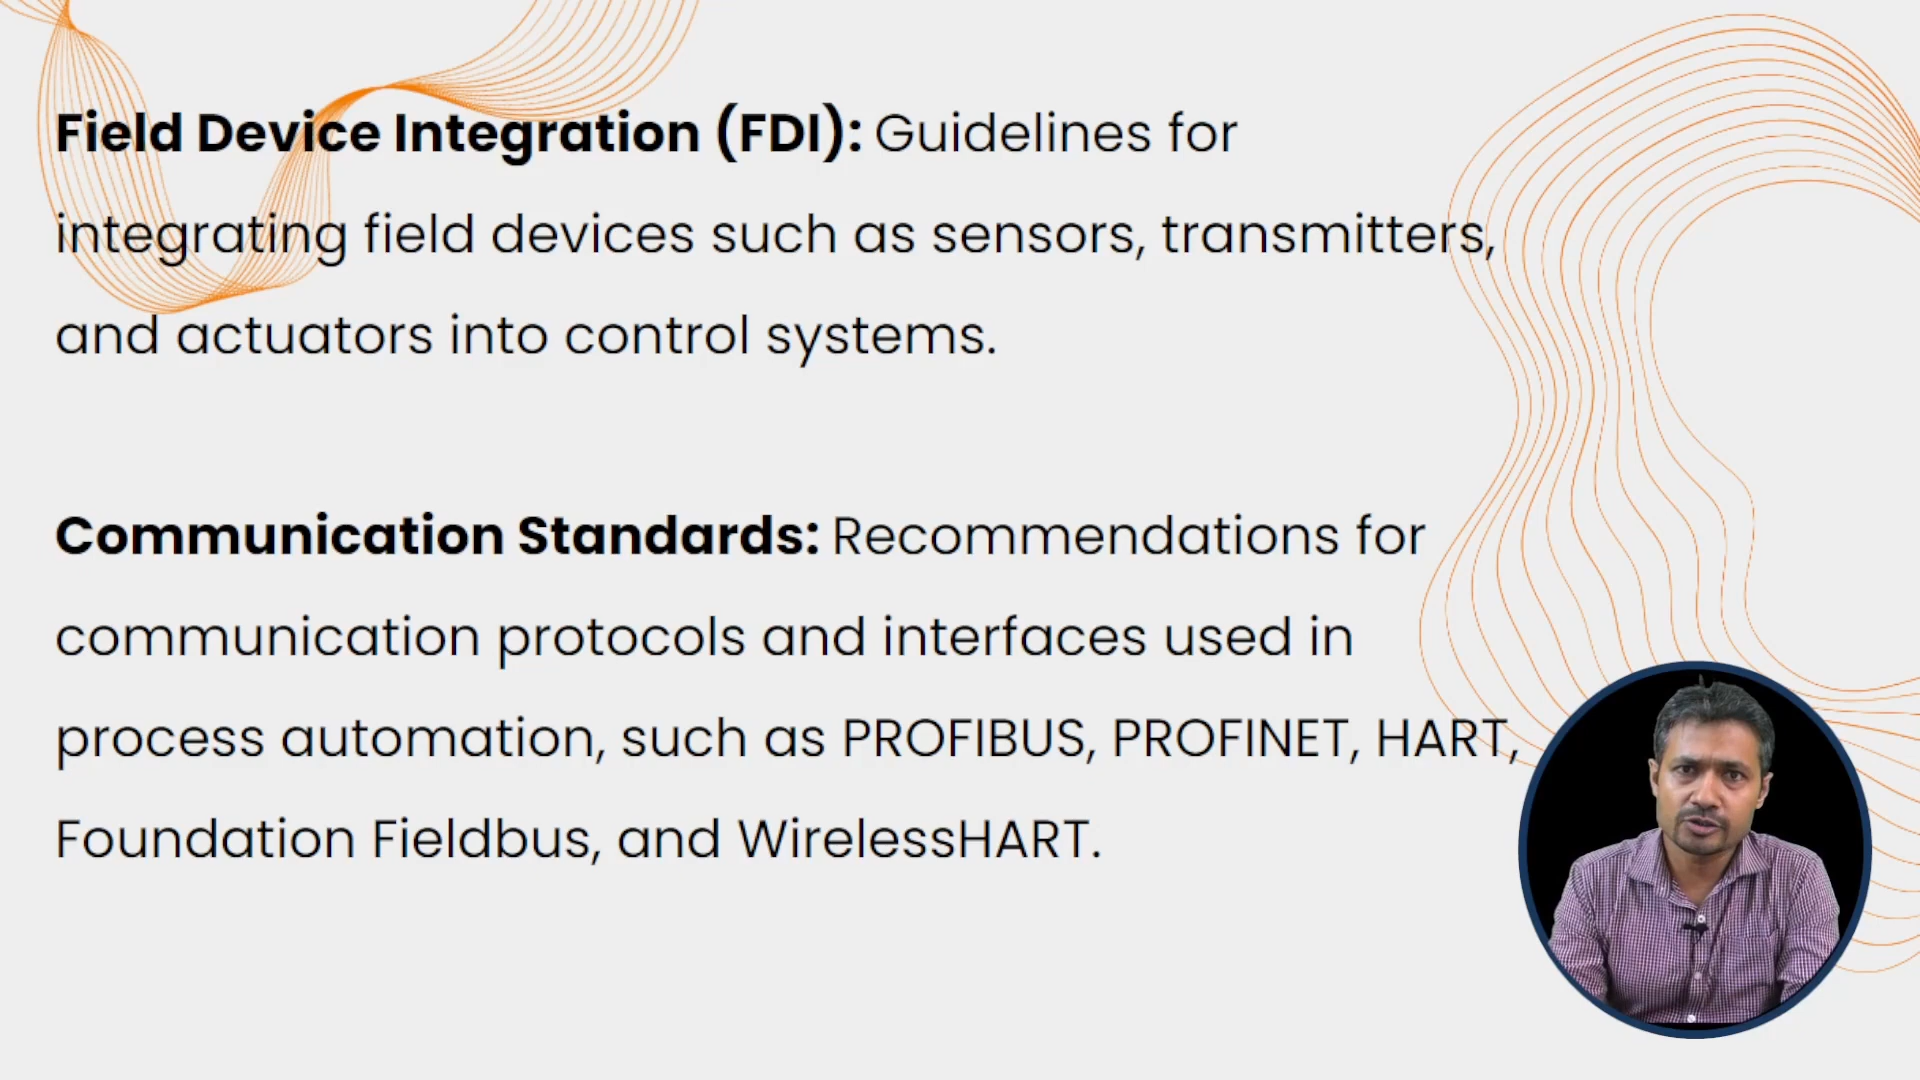 Field Device Integration (FDI): Guidelines for
integrating field devices such as sensors, transmitters,
and actuators into control systems.
Communication Standards: Recommendations for
communication protocols and interfaces used in
process automation, such as PROFIBUS, PROFINET, HART,
Foundation Fieldbus, and WirelessHART.